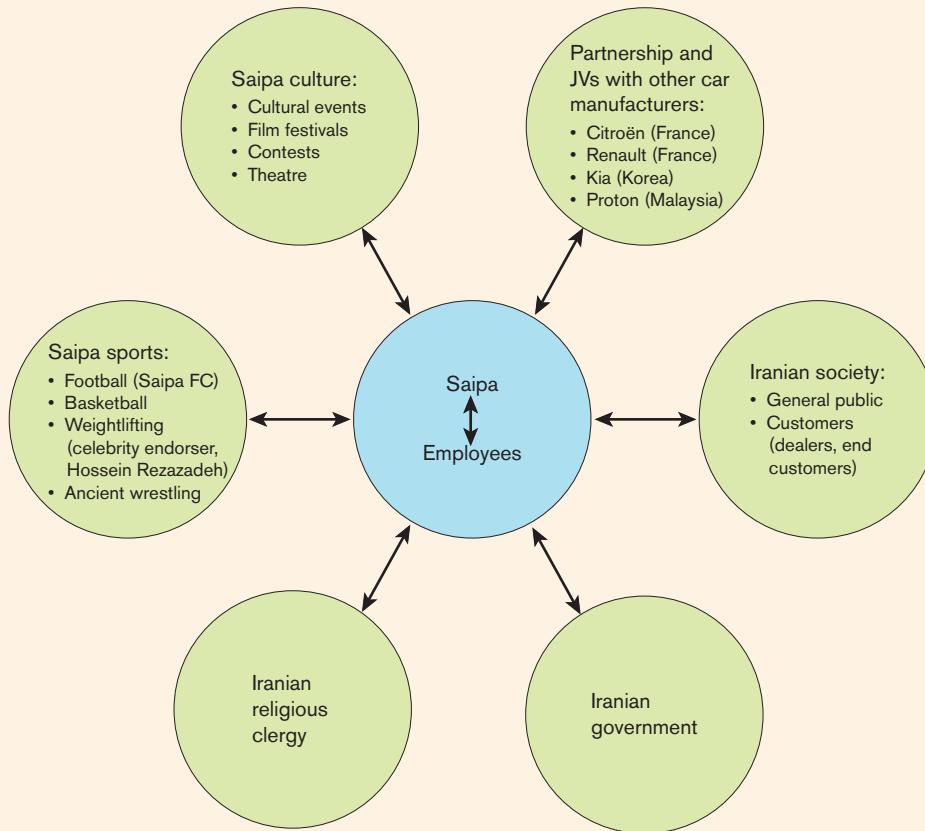 Saipa culture:
• Cultural events
• Film festivals
• Contests
• Theatre
Partnership and
JVs with other car
manufacturers:
• Citroën (France)
• Renault (France)
• Kia (Korea)
• Proton (Malaysia)
Saipa sports:
• Football (Saipa FC)
• Basketball
• Weightlifting
(celebrity endorser,
Hossein Rezazadeh)
• Ancient wrestling
Saipa
Employees
Iranian society:
• General public
• Customers
(dealers, end
customers)
Iranian
religious
clergy
Iranian
government